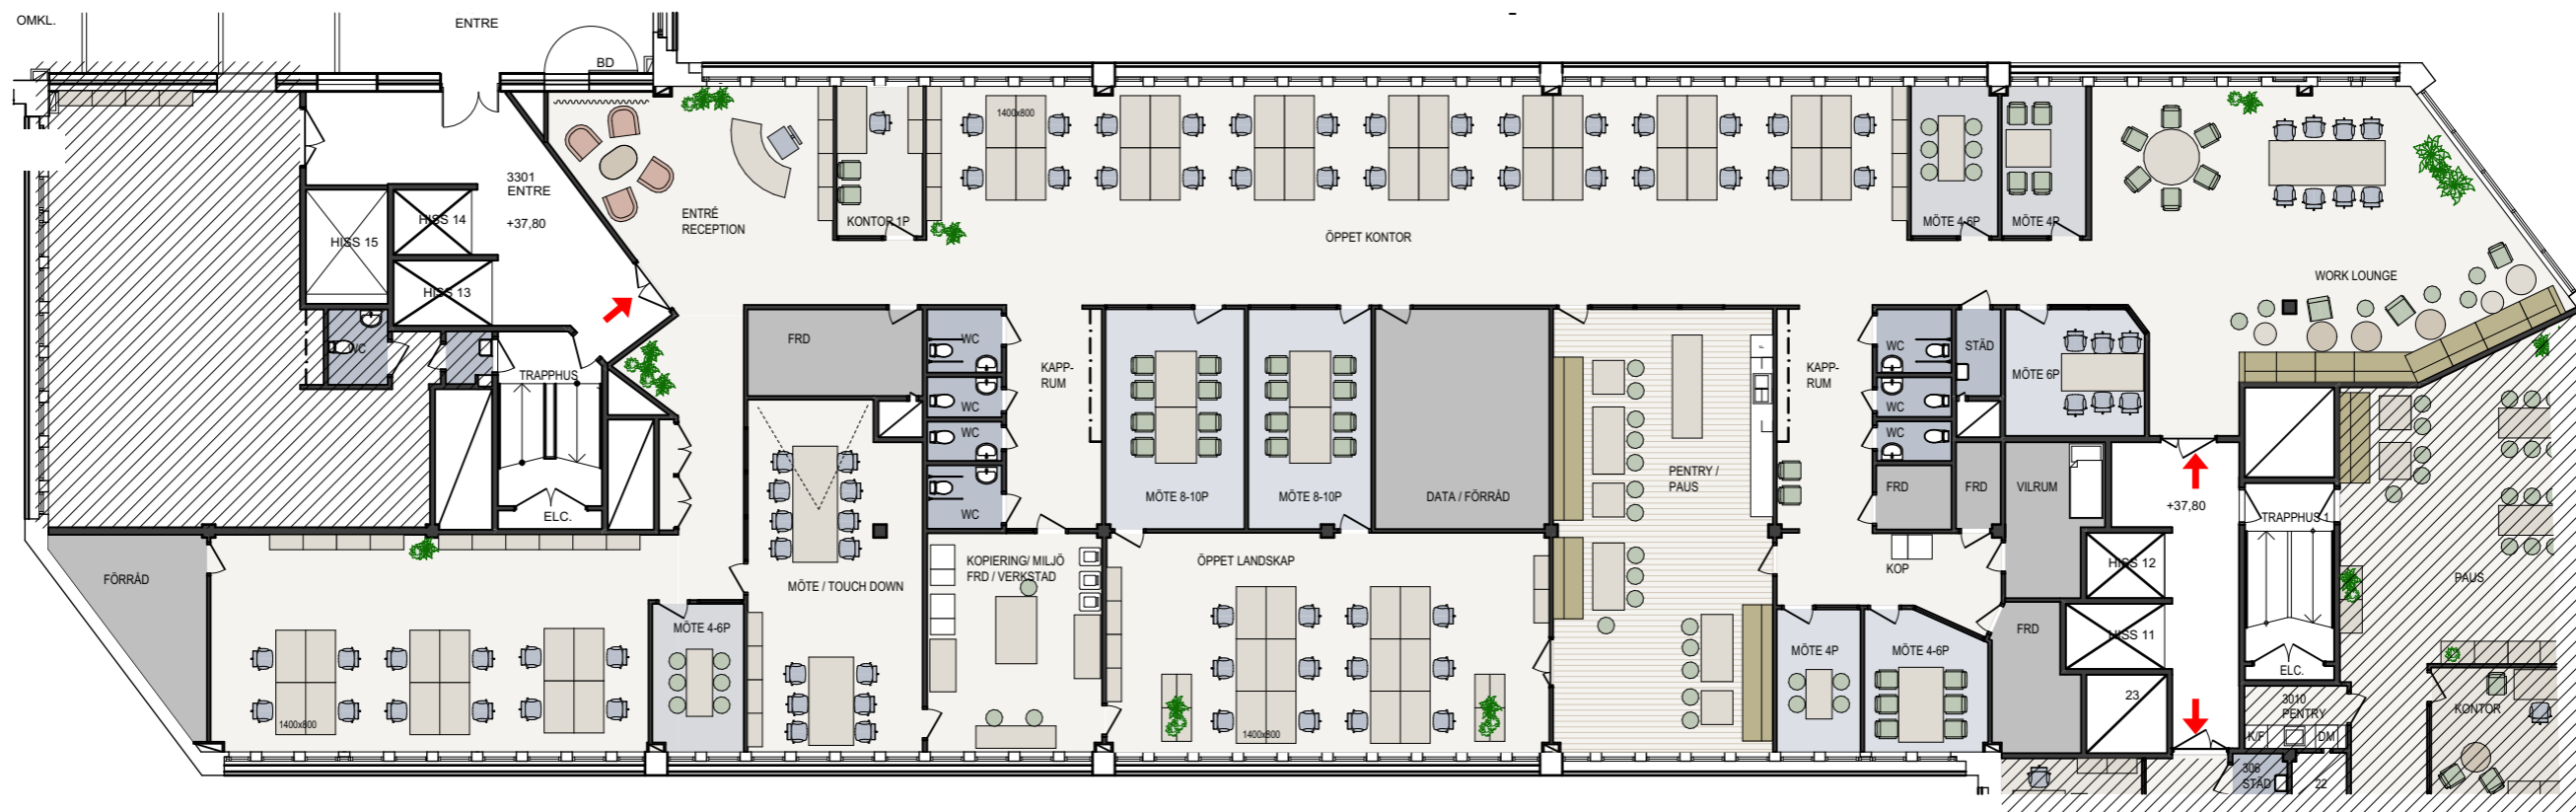 OMKL.
ENTRE
BD
3301
ENTRE
+37,80
HISS 14
HISS 15
HISS 13
WC
TRAPPHUS
ELC.
ENTRÉ
RECEPTION
KONTOR 1P
1400x800
ÖPPET KONTOR
MÖTE 4-6P
MÖTE 4P
WORK LOUNGE
FRD
WC
WC
WC
WC
KAPP-
RUM
MÖTE 8-10P
MÖTE 8-10P
DATA / FÖRRÅD
PENTRY /
PAUS
KAPP-
RUM
WC
WC
WC
STÄD
MÖTE 6P
FRD
FRD
VILRUM
+37,80
TRAPPHUS 1
FÖRRÅD
1400x800
MÖTE 4-6P
MÖTE / TOUCH DOWN
KOPIERING/ MILJÖ
FRD / VERKSTAD
ÖPPET LANDSKAP
1400x800
KOP
MÖTE 4P
MÖTE 4-6P
FRD
HISS 12
HISS 11
23
ELC.
PAUS
3010
PENTRY
K/F
DM
KONTOR
306
STÄD
22